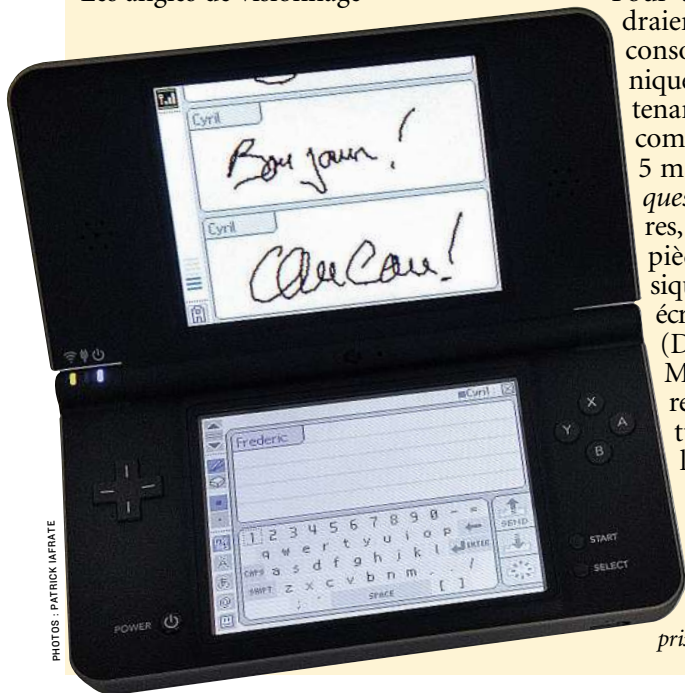 Les angles de visionnage
Pour
draien
conso
nique
tenan
com
5 m
ques
res,
piè
siqu
écr
(D
M
re
l
pris
Cyril
Bonjour !
Cyril
CouCou !
Cyril
Frederic
1 2 3 4 5 6 7 8 9 0 - =
q w e r t y u i o p
CAPS a s d f g h j k l ENTER
SHIFT z x c v b n m , . /
; ' SPACE [ ]
SEND
X
Y A
B
START
SELECT
POWER
PHOTOS : PATRICK IAFRATE